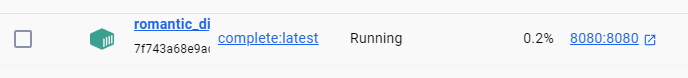 romantic_di
7f743a68e9a
complete:latest
Running
0.2%
8080:8080